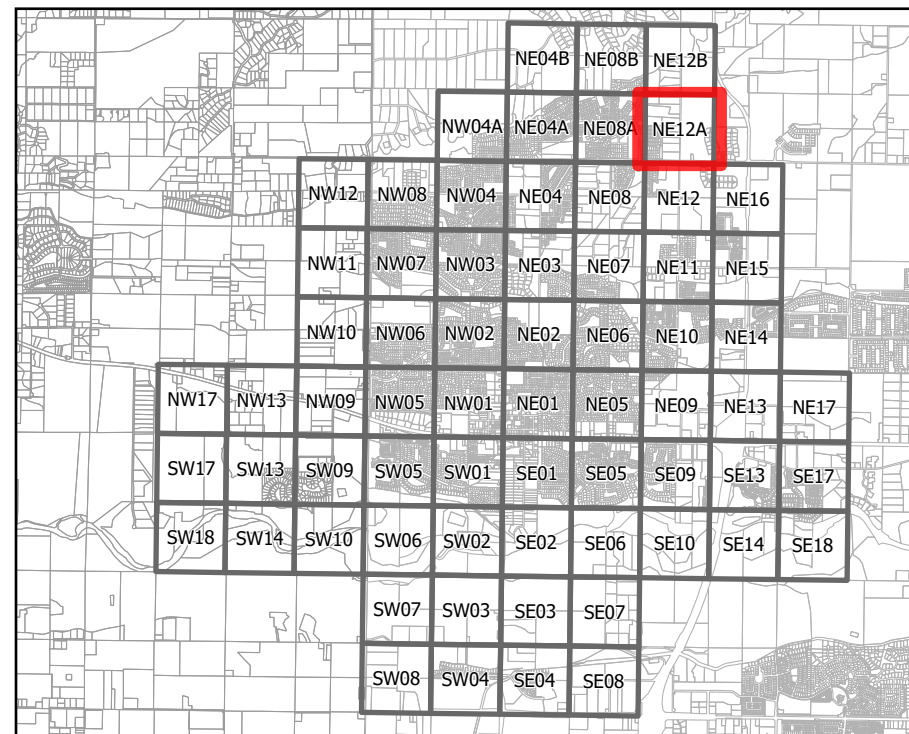 NE04B NE08B NE12B
NW04A NE04A NE08A NE12A
NW12 NW08 NW04 NE04 NE08 NE12 NE16
NW11 NW07 NW03 NE03 NE07 NE11 NE15
NW10 NW06 NW02 NE02 NE06 NE10 NE14
NW17 NW13 NW09 NW05 NW01 NE01 NE05 NE09 NE13 NE17
SW17 SW13 SW09 SW05 SW01 SE01 SE05 SE09 SE13 SE17
SW18 SW14 SW10 SW06 SW02 SE02 SE06 SE10 SE14 SE18
SW07 SW03 SE03 SE07
SW08 SW04 SE04 SE08